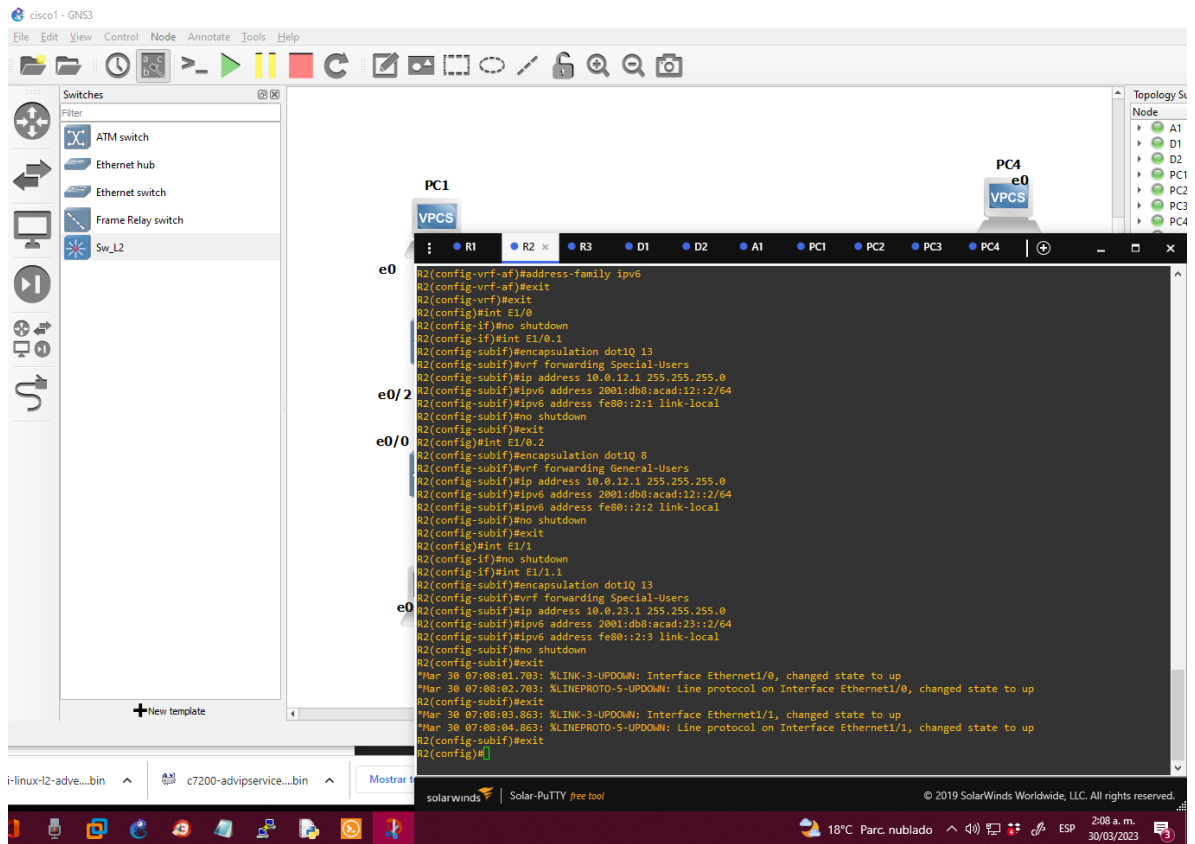 cisco1 - GNS3
File Edit View Control Node Annotate Tools Help
Switches
Filter
ATM switch
Ethernet hub
Ethernet switch
Frame Relay switch
Sw_L2
New template
Topology Su
Node
A1
D1
D2
PC1
PC2
PC3
PC4
PC1
VPCS
e0
PC4
e0
VPCS
e0/2
e0/0
e0
R1 R2 R3 D1 D2 A1 PC1 PC2 PC3 PC4
R2(config-vrf-af)#address-family ipv6
R2(config-vrf-af)#exit
R2(config-vrf)#exit
R2(config)#int E1/0
R2(config-if)#no shutdown
R2(config-if)#int E1/0.1
R2(config-subif)#encapsulation dot1Q 13
R2(config-subif)#vrf forwarding Special-Users
R2(config-subif)#ip address 10.0.12.1 255.255.255.0
R2(config-subif)#ipv6 address 2001:db8:acad:12::2/64
R2(config-subif)#ipv6 address fe80::2:1 link-local
R2(config-subif)#no shutdown
R2(config-subif)#exit
R2(config)#int E1/0.2
R2(config-subif)#encapsulation dot1Q 8
R2(config-subif)#vrf forwarding General-Users
R2(config-subif)#ip address 10.0.12.1 255.255.255.0
R2(config-subif)#ipv6 address 2001:db8:acad:12::2/64
R2(config-subif)#ipv6 address fe80::2:2 link-local
R2(config-subif)#no shutdown
R2(config-subif)#exit
R2(config)#int E1/1
R2(config-if)#no shutdown
R2(config-if)#int E1/1.1
R2(config-subif)#encapsulation dot1Q 13
R2(config-subif)#vrf forwarding Special-Users
R2(config-subif)#ip address 10.0.23.1 255.255.255.0
R2(config-subif)#ipv6 address 2001:db8:acad:23::2/64
R2(config-subif)#ipv6 address fe80::2:3 link-local
R2(config-subif)#no shutdown
R2(config-subif)#exit
*Mar 30 07:08:01.703: %LINK-3-UPDOWN: Interface Ethernet1/0, changed state to up
*Mar 30 07:08:02.703: %LINEPROTO-5-UPDOWN: Line protocol on Interface Ethernet1/0, changed state to up
R2(config-subif)#exit
*Mar 30 07:08:03.863: %LINK-3-UPDOWN: Interface Ethernet1/1, changed state to up
*Mar 30 07:08:04.863: %LINEPROTO-5-UPDOWN: Line protocol on Interface Ethernet1/1, changed state to up
R2(config-subif)#exit
R2(config)#
solarwinds Solar-PuTTY free tool © 2019 SolarWinds Worldwide, LLC. All rights reserved.
i-linux-l2-adve....bin c7200-advipservice....bin Mostrar t
18°C Parc. nublado ESP 2:08 a. m.
30/03/2023
3